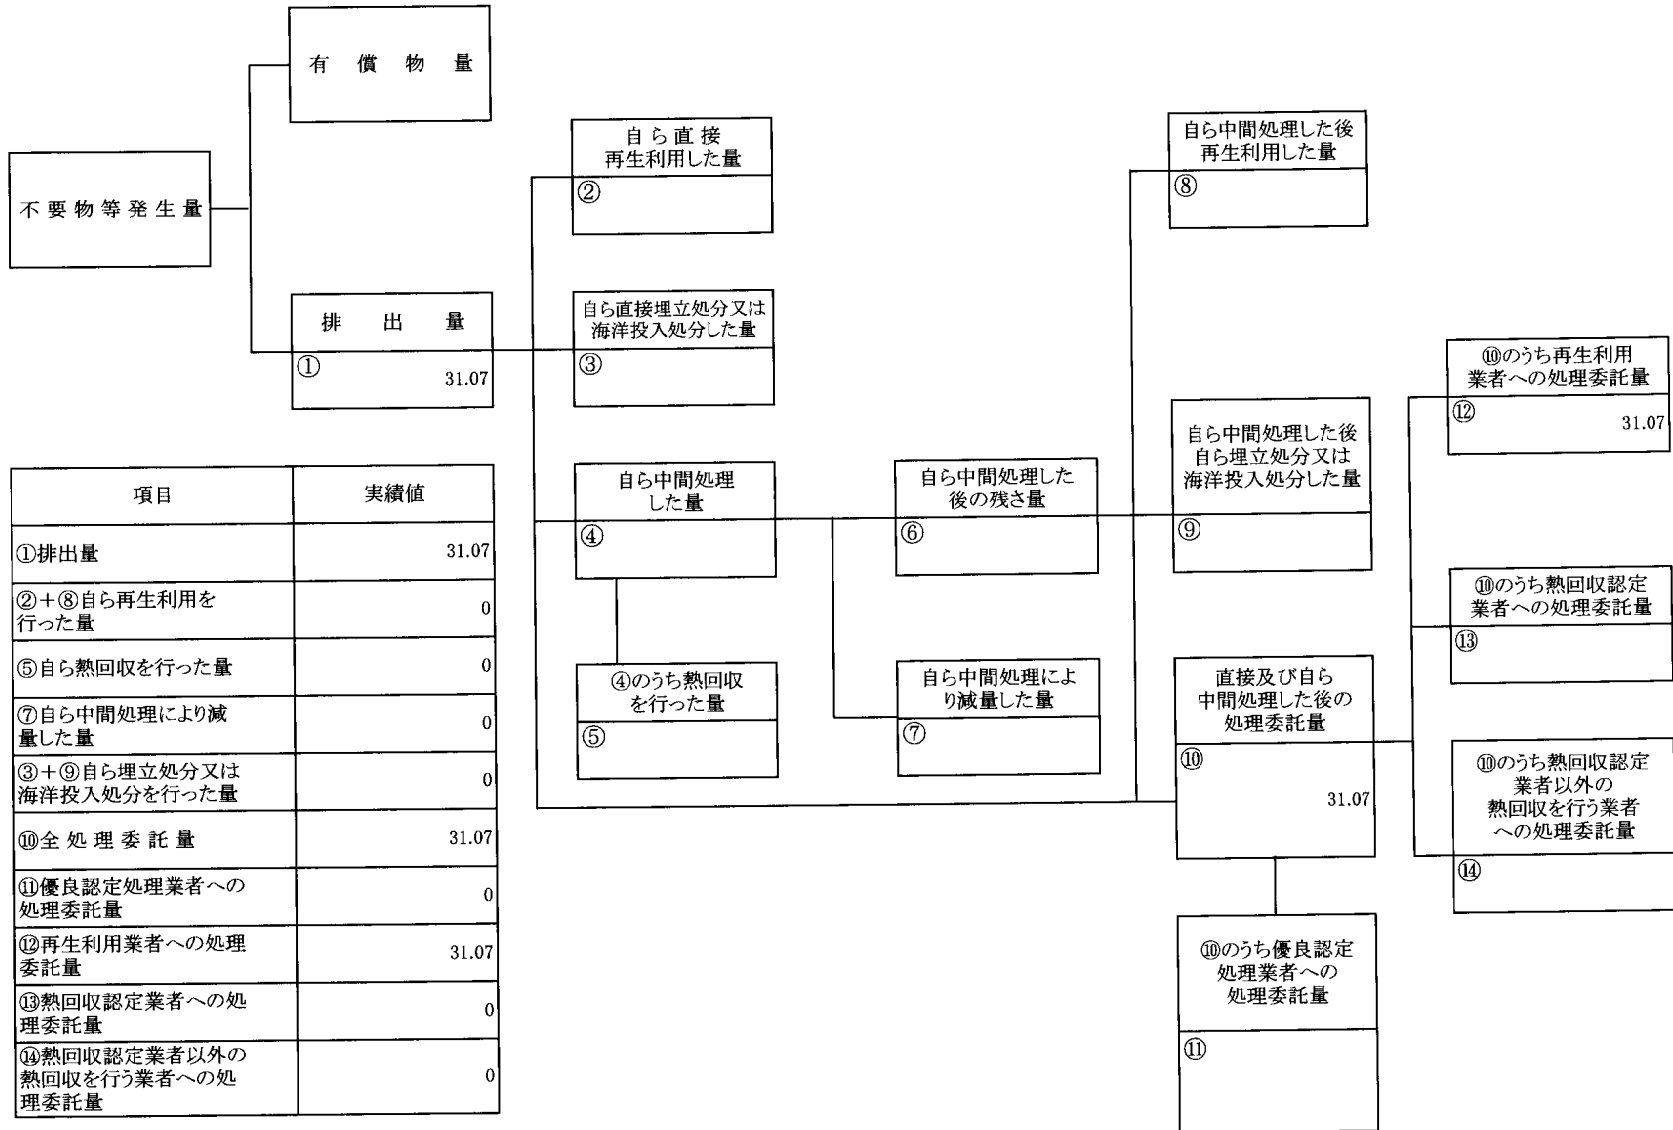 有償物量
不要物等発生量
排出量
①
31.07
自ら直接
再生利用した量
②
自ら直接埋立処分又は
海洋投入処分した量
③
自ら中間処理
した量
④
④のうち熱回収
を行った量
⑤
自ら中間処理した
後の残さ量
⑥
自ら中間処理によ
り減量した量
⑦
自ら中間処理した後
再生利用した量
⑧
自ら中間処理した後
自ら埋立処分又は
海洋投入処分した量
⑨
直接及び自ら
中間処理した後の
処理委託量
⑩
31.07
⑩のうち優良認定
処理業者への
処理委託量
⑪
⑩のうち再生利用
業者への処理委託量
⑫
31.07
⑩のうち熱回収認定
業者への処理委託量
⑬
⑩のうち熱回収認定
業者以外の
熱回収を行う業者
への処理委託量
⑭
項目 実績値
①排出量 31.07
②+⑧自ら再生利用を
行った量 0
⑤自ら熱回収を行った量 0
⑦自ら中間処理により減
量した量 0
③+⑨自ら埋立処分又は
海洋投入処分を行った量 0
⑩全処理委託量 31.07
⑪優良認定処理業者への
処理委託量 0
⑫再生利用業者への処理
委託量 31.07
⑬熱回収認定業者への処
理委託量 0
⑭熱回収認定業者以外の
熱回収を行う業者への処
理委託量 0